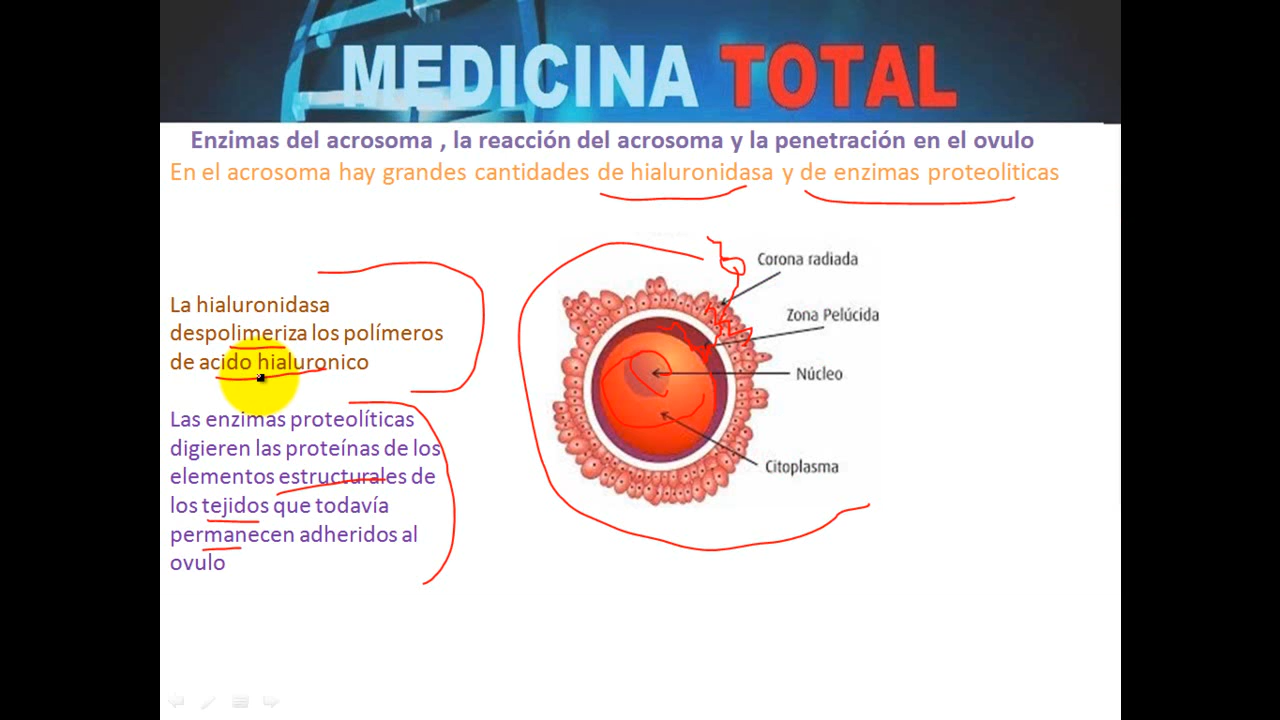 MEDICINA TOTAL
Enzimas del acrosoma , la reacción del acrosoma y la penetración en el ovulo
En el acrosoma hay grandes cantidades de hialuronidasa y de enzimas proteoliticas
La hialuronidasa
despolimeriza los polímeros
de acido hialuronico
Las enzimas proteolíticas
digieren las proteínas de los
elementos estructurales de
los tejidos que todavía
permanecen adheridos al
ovulo
Corona radiada
Zona Pelúcida
Núcleo
Citoplasma